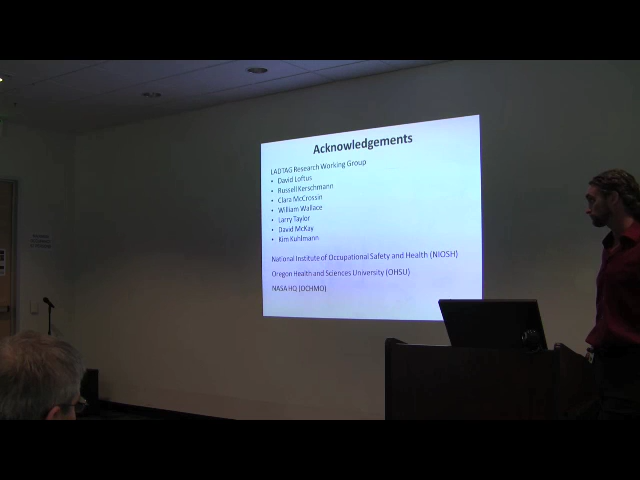 Acknowledgements
LADTAG Research Working Group
• David Loftus
• Russell Kerschmann
• Clara McCrossin
• William Wallace
• Larry Taylor
• David McKay
• Kim Kuhlmann
National Institute of Occupational Safety and Health (NIOSH)
Oregon Health and Sciences University (OHSU)
NASA HQ (OCHMO)